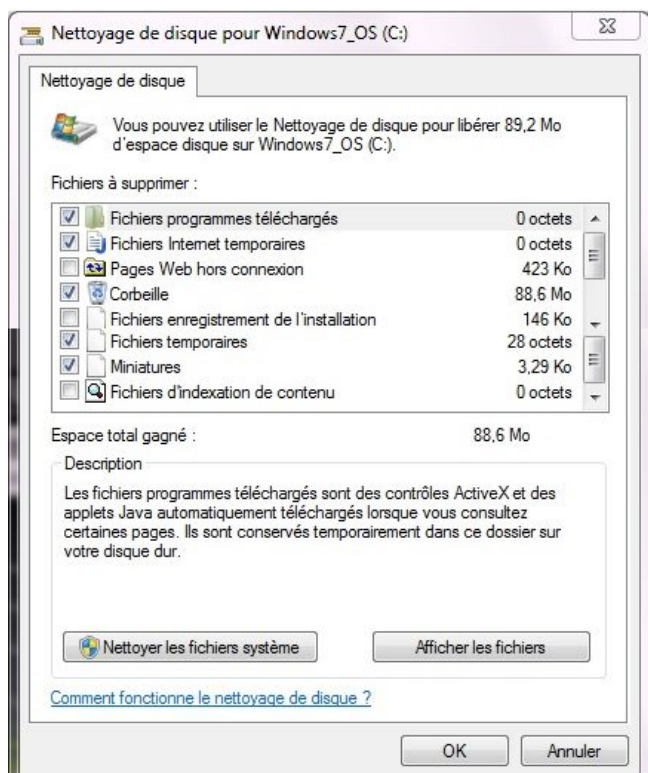 Nettoyage de disque pour Windows7_OS (C:)
Nettoyage de disque
Vous pouvez utiliser le Nettoyage de disque pour libérer 89,2 Mo
d'espace disque sur Windows7_OS (C:).
Fichiers à supprimer :
Fichiers programmes téléchargés 0 octets
Fichiers Internet temporaires 0 octets
Pages Web hors connexion 423 Ko
Corbeille 88,6 Mo
Fichiers enregistrement de l'installation 146 Ko
Fichiers temporaires 28 octets
Miniatures 3,29 Ko
Fichiers d'indexation de contenu 0 octets
Espace total gagné : 88,6 Mo
Description
Les fichiers programmes téléchargés sont des contrôles ActiveX et des
applets Java automatiquement téléchargés lorsque vous consultez
certaines pages. Ils sont conservés temporairement dans ce dossier sur
votre disque dur.
Nettoyer les fichiers système Afficher les fichiers
Comment fonctionne le nettoyage de disque ?
OK Annuler